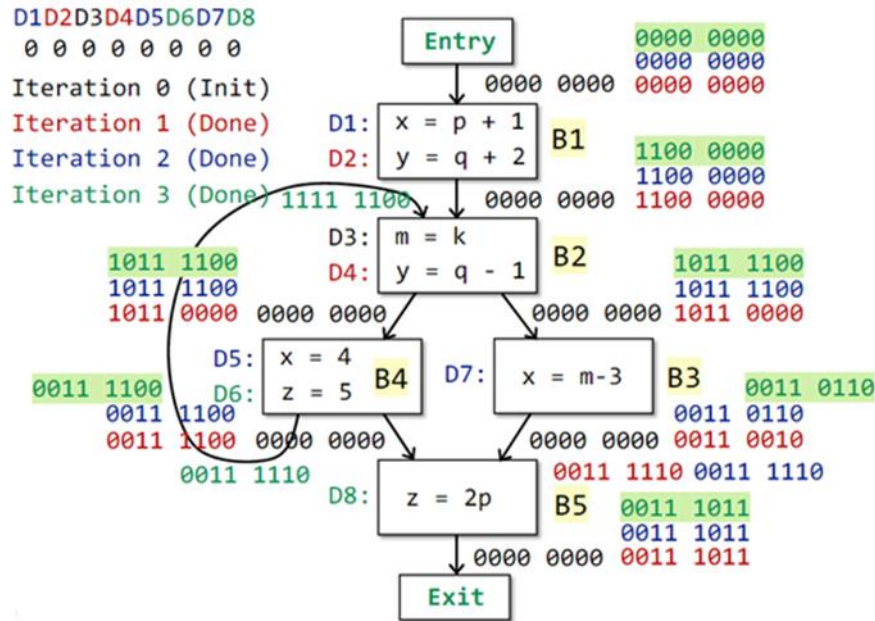 D1D2D3D4D5D6D7D8
0 0 0 0 0 0 0 0
Iteration 0 (Init)
Iteration 1 (Done)
Iteration 2 (Done)
Iteration 3 (Done)
Entry
0000 0000
0000 0000
0000 0000 0000 0000
D1: x = p + 1
D2: y = q + 2
B1
1100 0000
1100 0000
0000 0000 1100 0000
1111 1100
D3: m = k
D4: y = q - 1
B2
1011 1100
1011 1100
1011 0000 0000 0000
1011 1100
1011 1100
0000 0000 1011 0000
D5: x = 4
D6: z = 5
B4
D7: x = m-3
B3
0011 1100
0011 1100
0011 1100 0000 0000
0011 0110
0011 0110
0000 0000 0011 0010
0011 1110
0011 1110 0011 1110
D8: z = 2p
B5
0011 1011
0011 1011
0000 0000 0011 1011
Exit